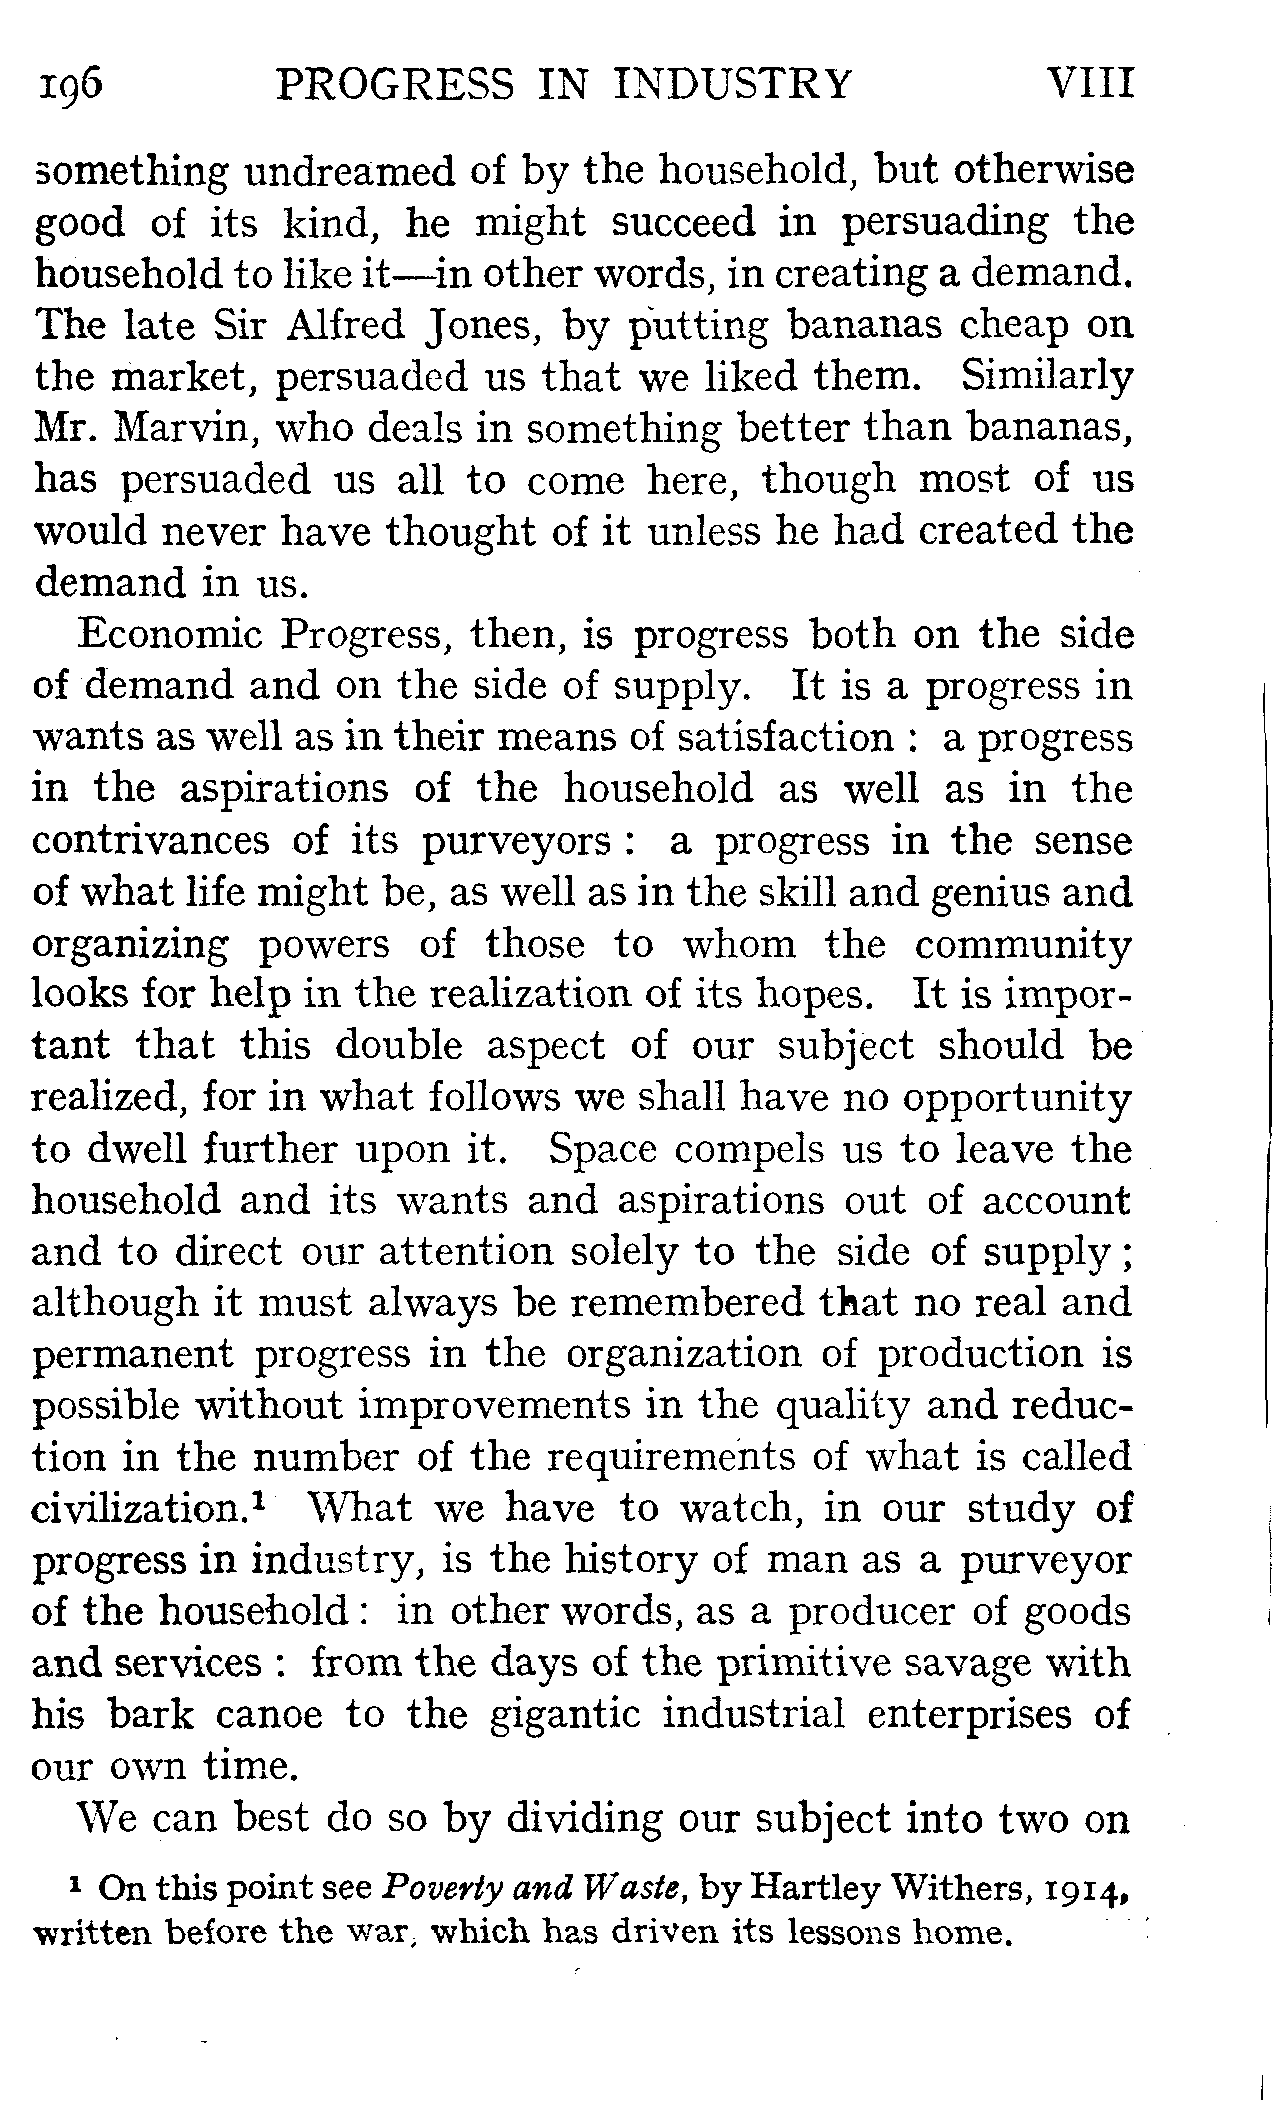 196 PROGRESS IN INDUSTRY VIII
something undreamed of by the household, but otherwise
good of its kind, he might succeed in persuading the
household to like it—in other words, in creating a demand.
The late Sir Alfred Jones, by putting bananas cheap on
the market, persuaded us that we liked them. Similarly
Mr. Marvin, who deals in something better than bananas,
has persuaded us all to come here, though most of us
would never have thought of it unless he had created the
demand in us.
Economic Progress, then, is progress both on the side
of demand and on the side of supply. It is a progress in
wants as well as in their means of satisfaction : a progress
in the aspirations of the household as well as in the
contrivances of its purveyors : a progress in the sense
of what life might be, as well as in the skill and genius and
organizing powers of those to whom the community
looks for help in the realization of its hopes. It is impor-
tant that this double aspect of our subject should be
realized, for in what follows we shall have no opportunity
to dwell further upon it. Space compels us to leave the
household and its wants and aspirations out of account
and to direct our attention solely to the side of supply ;
although it must always be remembered that no real and
permanent progress in the organization of production is
possible without improvements in the quality and reduc-
tion in the number of the requirements of what is called
civilization.¹ What we have to watch, in our study of
progress in industry, is the history of man as a purveyor
of the household : in other words, as a producer of goods
and services : from the days of the primitive savage with
his bark canoe to the gigantic industrial enterprises of
our own time.
We can best do so by dividing our subject into two on
¹ On this point see Poverty and Waste, by Hartley Withers, 1914,
written before the war, which has driven its lessons home.